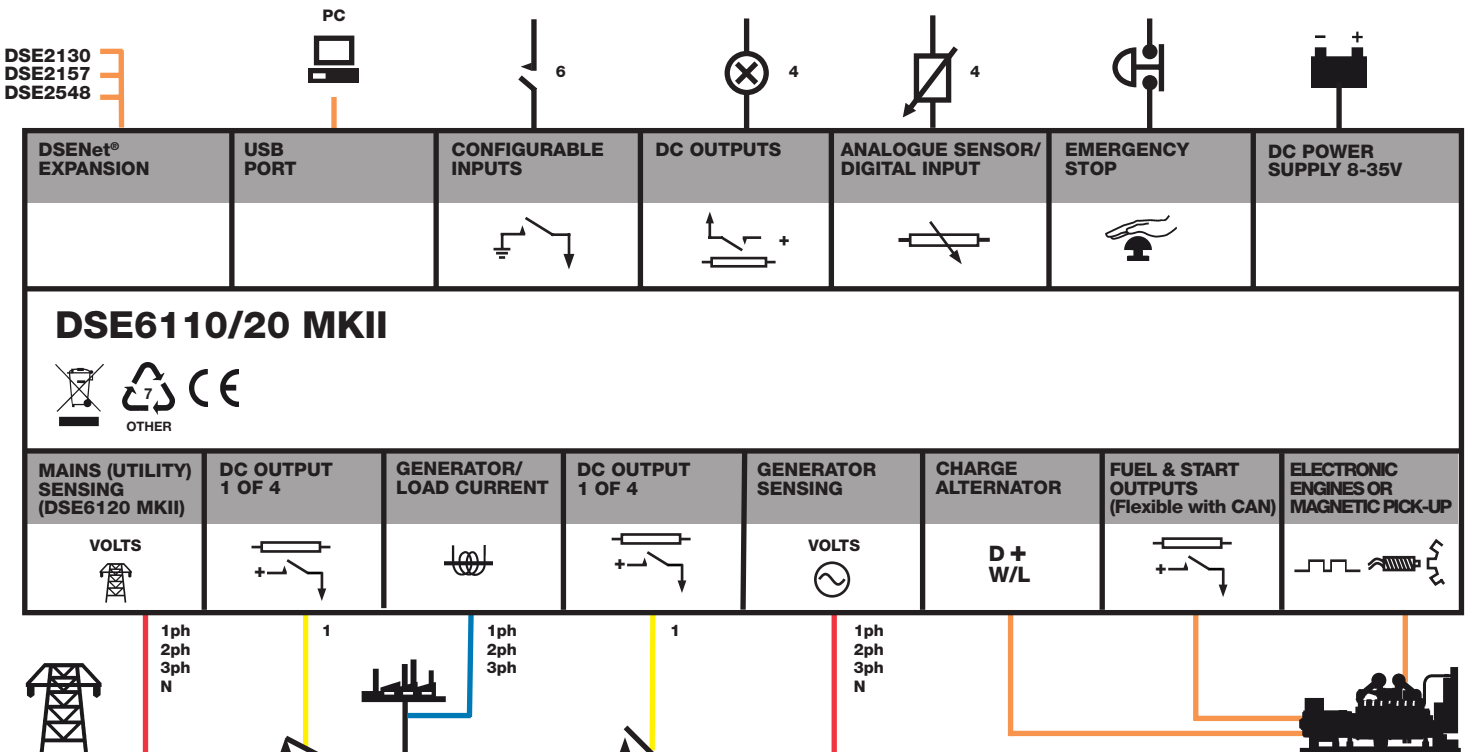 PC
DSE2130
DSE2157
DSE2548
6
4
4
- +
DSENet®
EXPANSION
USB
PORT
CONFIGURABLE
INPUTS
DC OUTPUTS
ANALOGUE SENSOR/
DIGITAL INPUT
EMERGENCY
STOP
DC POWER
SUPPLY 8-35V
+
DSE6110/20 MKII
7
CE
OTHER
MAINS (UTILITY)
SENSING
(DSE6120 MKII)
DC OUTPUT
1 OF 4
GENERATOR/
LOAD CURRENT
DC OUTPUT
1 OF 4
GENERATOR
SENSING
CHARGE
ALTERNATOR
FUEL & START
OUTPUTS
(Flexible with CAN)
ELECTRONIC
ENGINES OR
MAGNETIC PICK-UP
VOLTS
+
+
VOLTS
D +
W/L
+
1ph
2ph
3ph
N
1
1ph
2ph
3ph
1
1ph
2ph
3ph
N